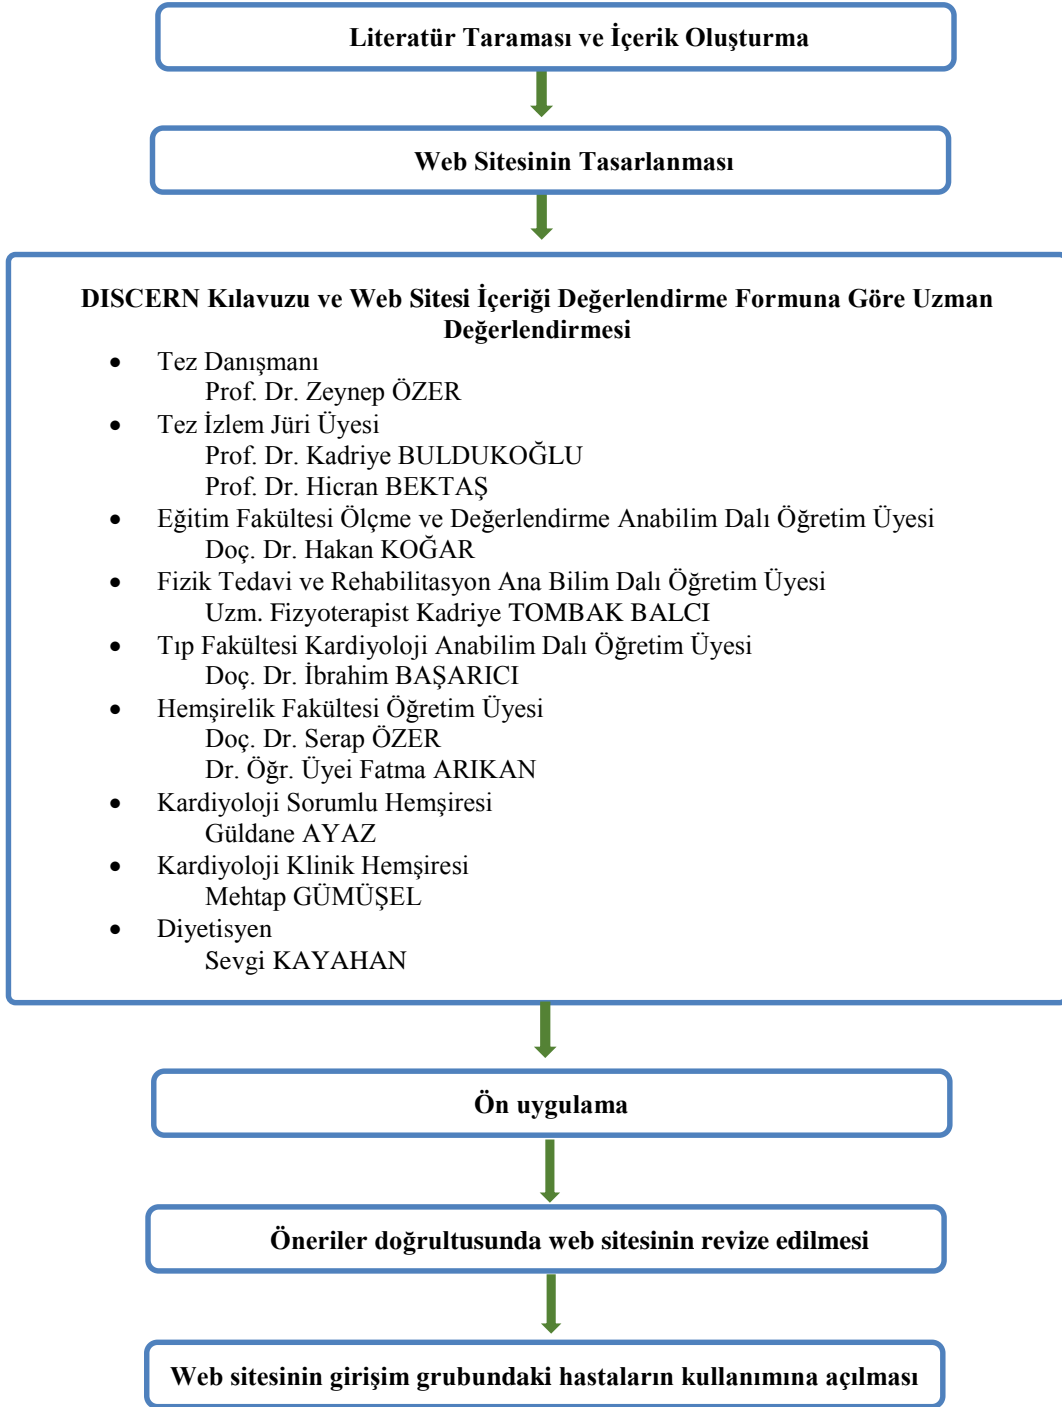 Literatür Taraması ve İçerik Oluşturma
Web Sitesinin Tasarlanması
DISCERN Kılavuzu ve Web Sitesi İçeriği Değerlendirme Formuna Göre Uzman
Değerlendirmesi
• Tez Danışmanı
Prof. Dr. Zeynep ÖZER
• Tez İzlem Jüri Üyesi
Prof. Dr. Kadriye BULDUKOĞLU
Prof. Dr. Hicran BEKTAŞ
• Eğitim Fakültesi Ölçme ve Değerlendirme Anabilim Dalı Öğretim Üyesi
Doç. Dr. Hakan KOĞAR
• Fizik Tedavi ve Rehabilitasyon Ana Bilim Dalı Öğretim Üyesi
Uzm. Fizyoterapist Kadriye TOMBAK BALCI
• Tıp Fakültesi Kardiyoloji Anabilim Dalı Öğretim Üyesi
Doç. Dr. İbrahim BAŞARICI
• Hemşirelik Fakültesi Öğretim Üyesi
Doç. Dr. Serap ÖZER
Dr. Öğr. Üyei Fatma ARIKAN
• Kardiyoloji Sorumlu Hemşiresi
Güldane AYAZ
• Kardiyoloji Klinik Hemşiresi
Mehtap GÜMÜŞEL
• Diyetisyen
Sevgi KAYAHAN
Ön uygulama
Öneriler doğrultusunda web sitesinin revize edilmesi
Web sitesinin girişim grubundaki hastaların kullanımına açılması